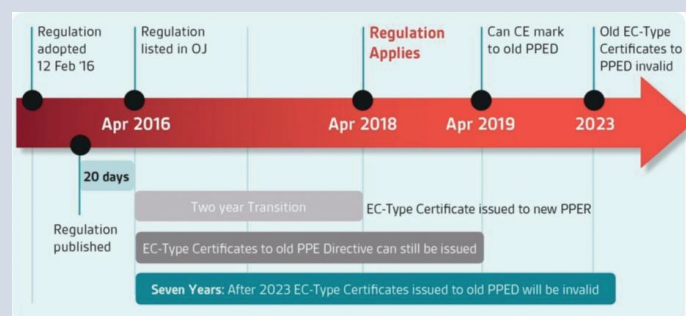 Regulation
adopted
12 Feb '16
Regulation
listed in OJ
Regulation
Applies
Can CE mark
to old PPED
Old EC-Type
Certificates to
PPED invalid
Apr 2016
Apr 2018
Apr 2019
2023
20 days
Regulation
published
Two year Transition
EC-Type Certificate issued to new PPER
EC-Type Certificates to old PPE Directive can still be issued
Seven Years: After 2023 EC-Type Certificates issued to old PPED will be invalid